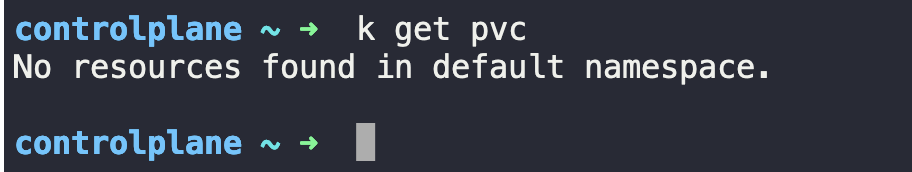 controlplane ~ ➜  k get pvc
No resources found in default namespace.
controlplane ~ ➜